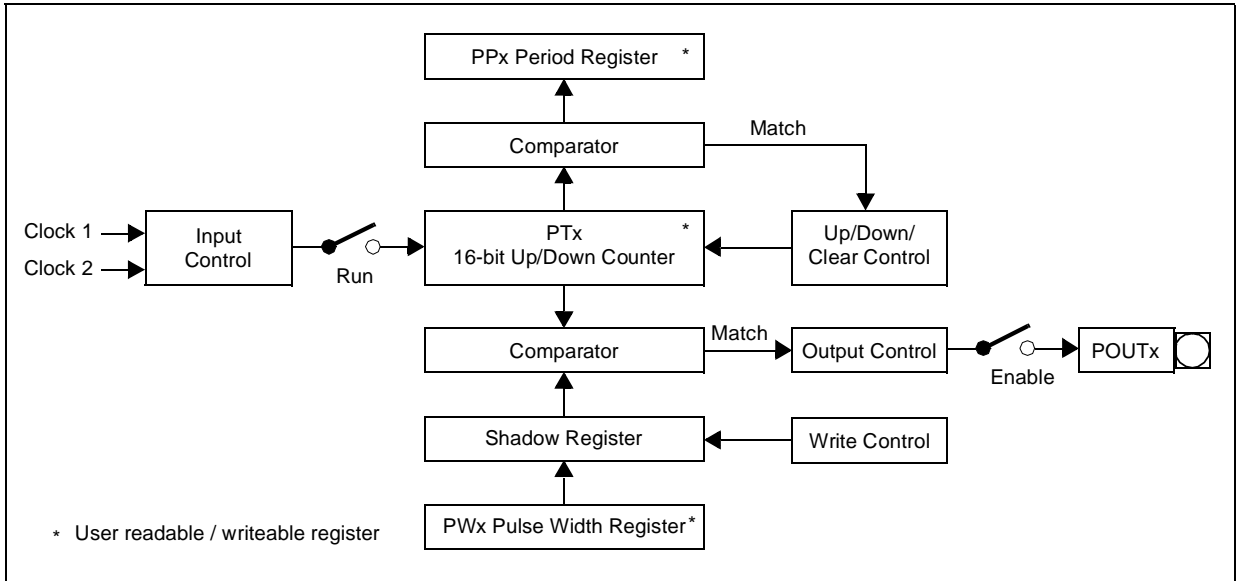 PPx Period Register *
Comparator
Match
Clock 1
Clock 2
Input
Control
Run
PTx *
16-bit Up/Down Counter
Up/Down/
Clear Control
Comparator
Match
Output Control
Enable
POUTx
Shadow Register
Write Control
PWx Pulse Width Register *
* User readable / writeable register